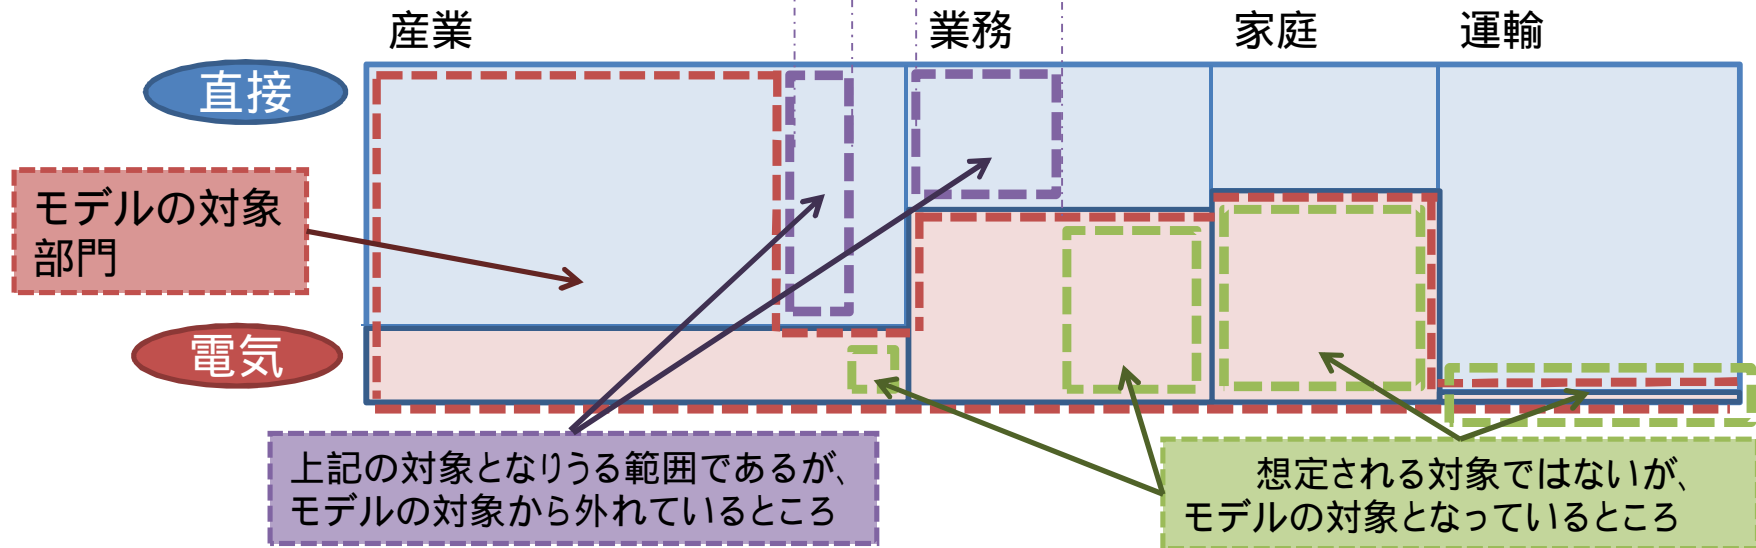 産業
業務
家庭
運輸
直接
モデルの対象
部門
電気
上記の対象となりうる範囲であるが、
モデルの対象から外れているところ
想定される対象ではないが、
モデルの対象となっているところ